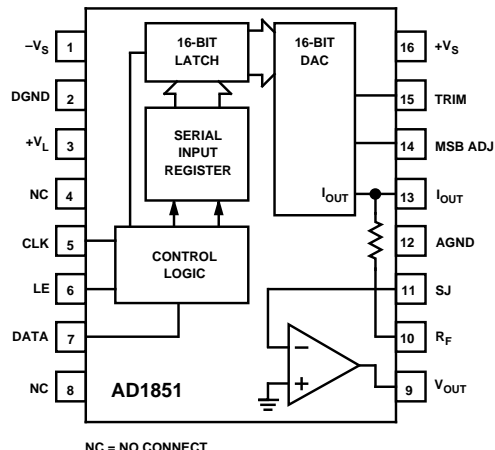 –VS 1
DGND 2
+VL 3
NC 4
CLK 5
LE 6
DATA 7
NC 8
16-BIT
LATCH
SERIAL
INPUT
REGISTER
CONTROL
LOGIC
16-BIT
DAC
IOUT
–
+
AD1851
16 +VS
15 TRIM
14 MSB ADJ
13 IOUT
12 AGND
11 SJ
10 RF
9 VOUT
NC = NO CONNECT